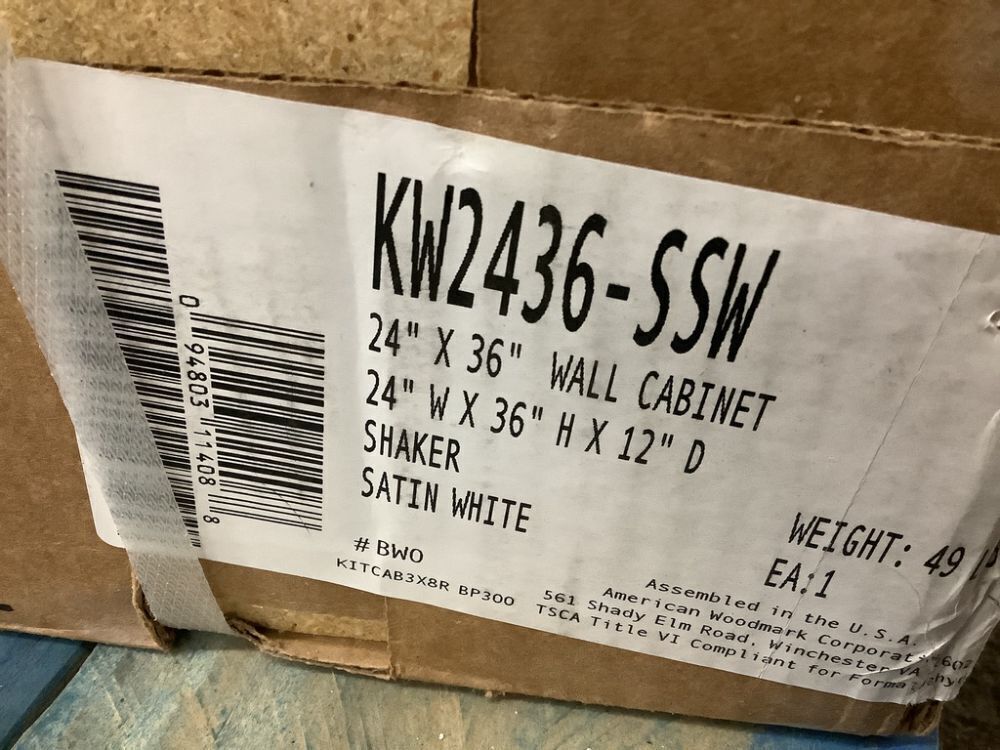 KW2436-SSW
24" X 36" WALL CABINET
24" W X 36" H X 12" D
SHAKER
SATIN WHITE
0 94803 11408 8
WEIGHT: 49
EA:1
#BWO
KITCAB3X8R BP300
Assembled in the U.S.A.
American Woodmark
561 Shady Elm Road, Winchester VA
TSCA Title VI Compliant for